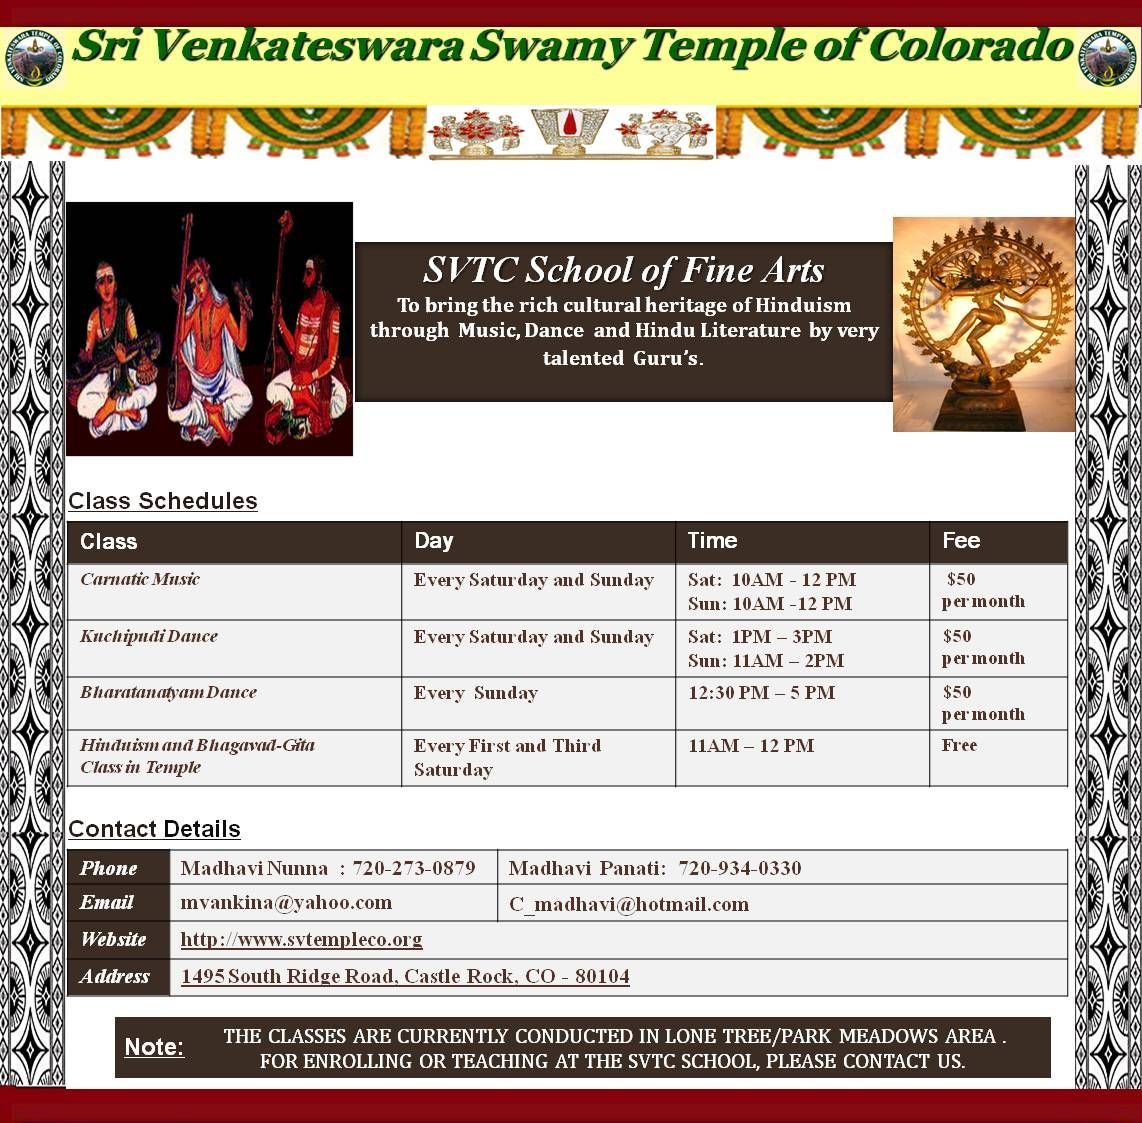 Sri Venkateswara Swamy Temple of Colorado
SVTC School of Fine Arts
To bring the rich cultural heritage of Hinduism
through Music, Dance and Hindu Literature by very
talented Guru's.
Class Schedules
Class Day Time Fee
Carnatic Music Every Saturday and Sunday Sat: 10AM - 12 PM $50
Sun: 10AM -12 PM per month
Kuchipudi Dance Every Saturday and Sunday Sat: 1PM – 3PM $50
Sun: 11AM – 2PM per month
Bharatanatyam Dance Every Sunday 12:30 PM – 5 PM $50
per month
Hinduism and Bhagavad-Gita Every First and Third 11AM – 12 PM Free
Class in Temple Saturday
Contact Details
Phone Madhavi Nunna : 720-273-0879 Madhavi Panati: 720-934-0330
Email mvankina@yahoo.com C_madhavi@hotmail.com
Website http://www.svtempleco.org
Address 1495 South Ridge Road, Castle Rock, CO - 80104
Note: THE CLASSES ARE CURRENTLY CONDUCTED IN LONE TREE/PARK MEADOWS AREA .
FOR ENROLLING OR TEACHING AT THE SVTC SCHOOL, PLEASE CONTACT US.